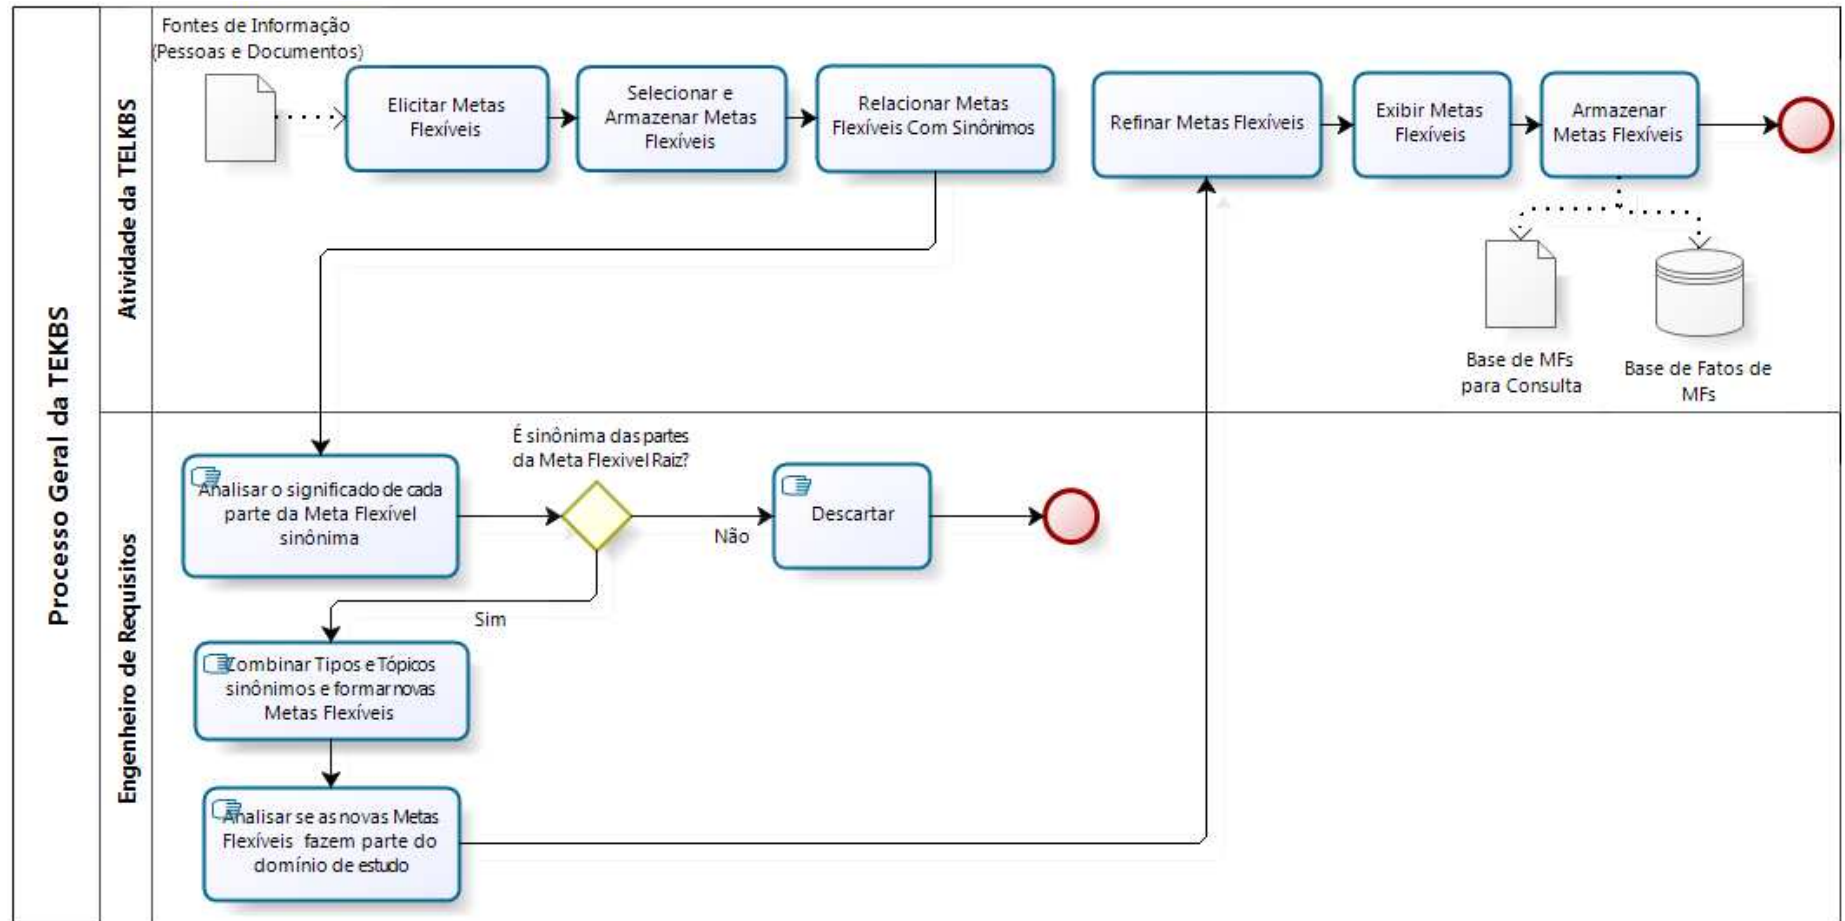 Processo Geral da TEKBS
Atividade da TELKBS
Fontes de Informação
(Pessoas e Documentos)
Elicitar Metas
Flexíveis
Selecionar e
Armazenar Metas
Flexíveis
Relacionar Metas
Flexíveis Com Sinônimos
Refinar Metas Flexíveis
Exibir Metas
Flexíveis
Armazenar
Metas Flexíveis
Base de MFs
para Consulta
Base de Fatos de
MFs
Engenheiro de Requisitos
Analisar o significado de cada
parte da Meta Flexível
sinônima
É sinônima das partes
da Meta Flexivel Raiz?
Não
Descartar
Sim
Combinar Tipos e Tópicos
sinônimos e formar novas
Metas Flexíveis
Analisar se as novas Metas
Flexíveis fazem parte do
domínio de estudo